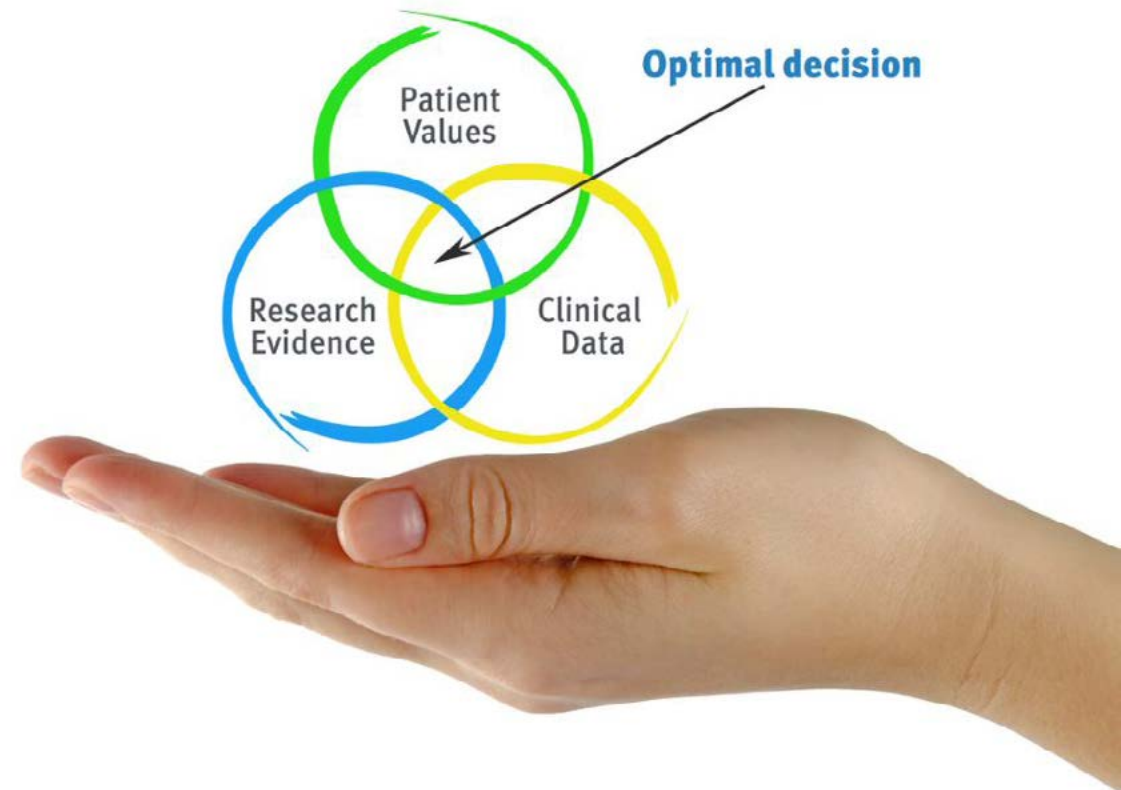 Optimal decision
Patient
Values
Research
Evidence
Clinical
Data